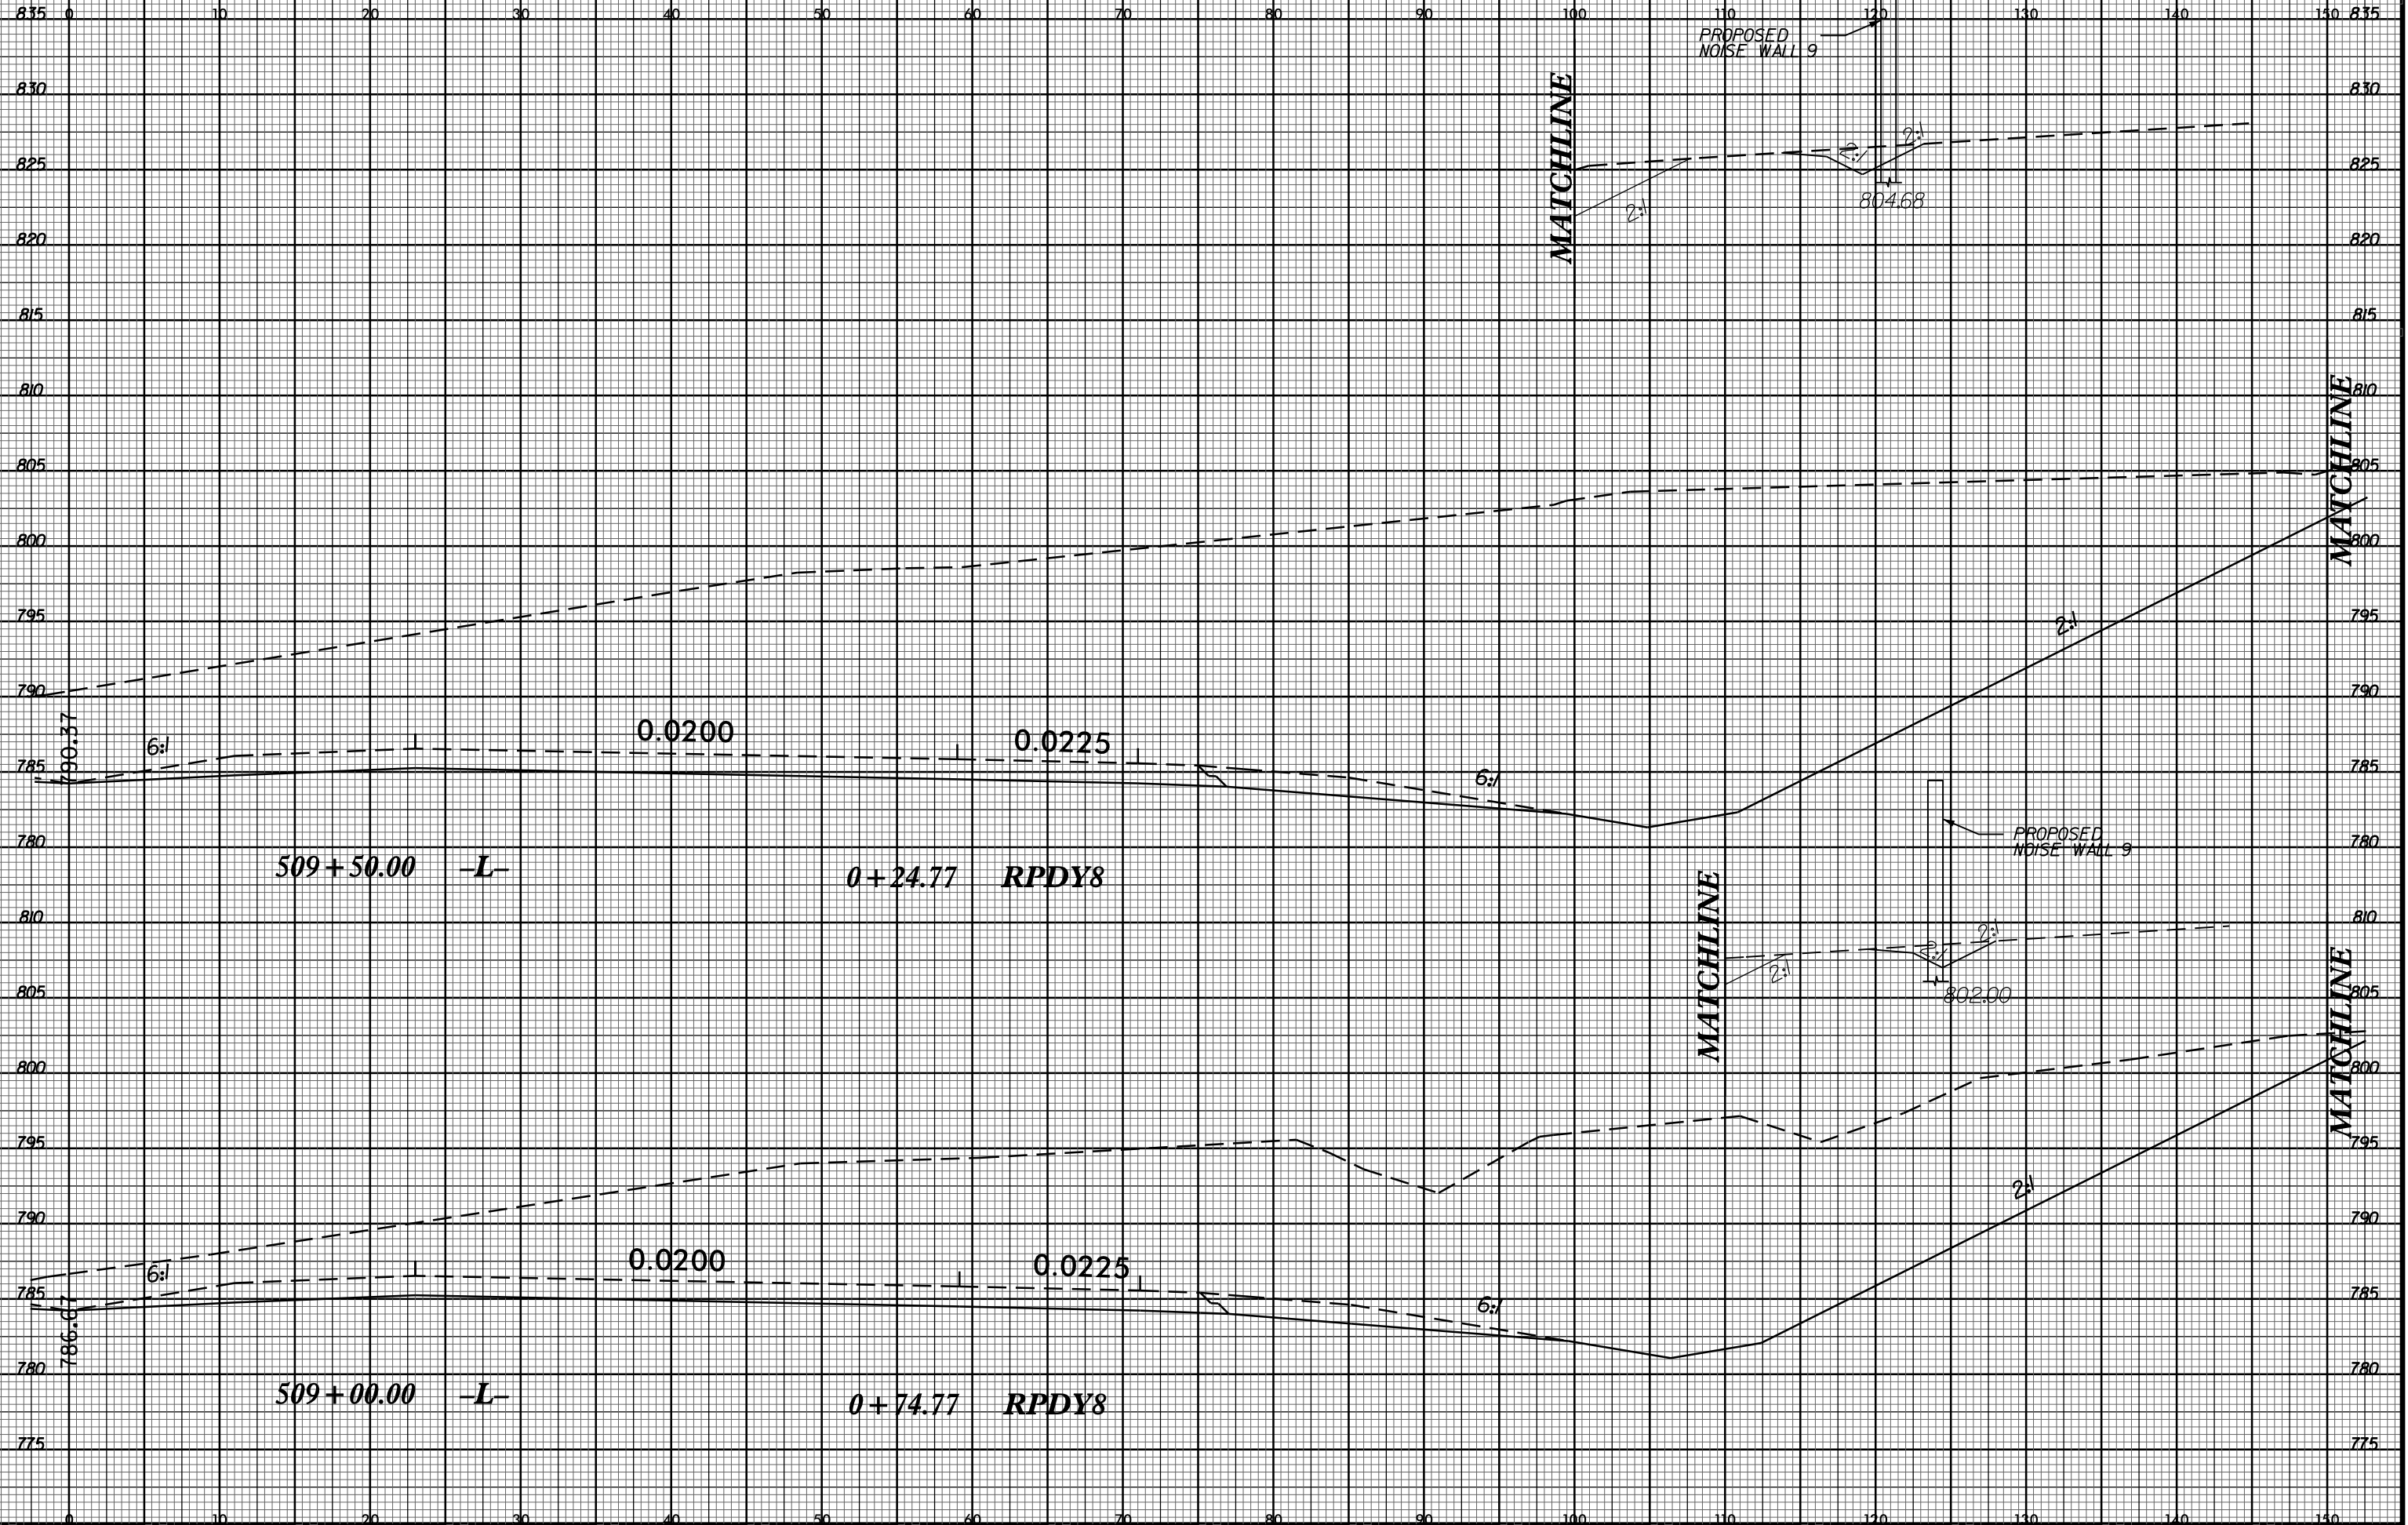 0 10 20 30 40 50 60 70 80 90 100 110 120 130 140 150
835 835
PROPOSED
NOISE WALL 9
830 830
MATCHLINE
2:1 2:1
825 825
2:1
804.68
820 820
815 815
810 810
MATCHLINE
805 805
800 800
795 2:1 795
790 790
790.37
6:1 0.0200 0.0225
785 6:1 785
PROPOSED
NOISE WALL 9
780 780
509+50.00 -L- 0+24.77 RPDY8
MATCHLINE
810 810
2:1 2:1
2:1
MATCHLINE
805 802.00 805
800 800
795 795
2:1
790 790
6:1 0.0200 0.0225
785 6:1 785
786.67
780 780
509+00.00 -L- 0+74.77 RPDY8
775 775
0 10 20 30 40 50 60 70 80 90 100 110 120 130 140 150